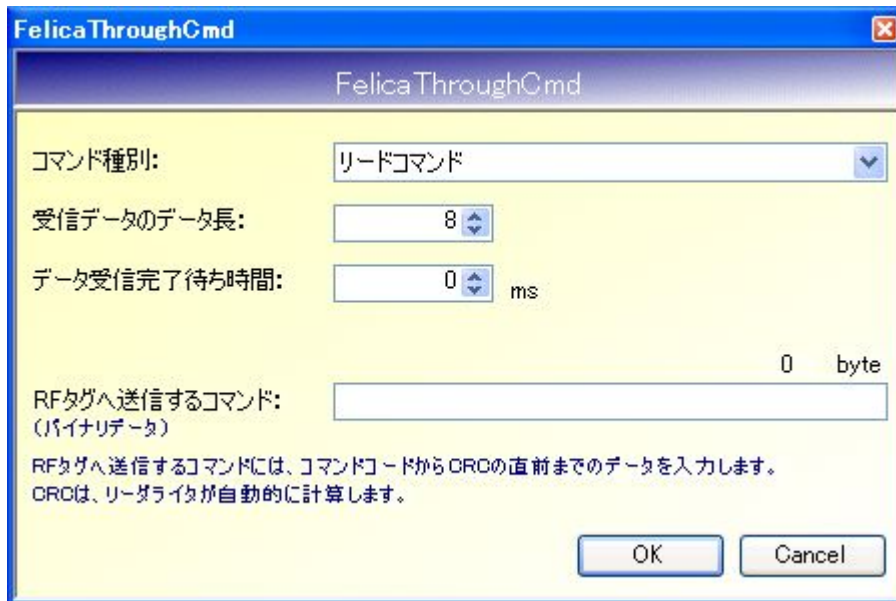 FelicaThroughCmd
FelicaThroughCmd
コマンド種別: リードコマンド
受信データのデータ長: 8
データ受信完了待ち時間: 0 ms
0 byte
RFタグへ送信するコマンド:
(バイナリデータ)
RFタグへ送信するコマンドには、コマンドコードからCRCの直前までのデータを入力します。
CRCは、リーダライタが自動的に計算します。
OK Cancel